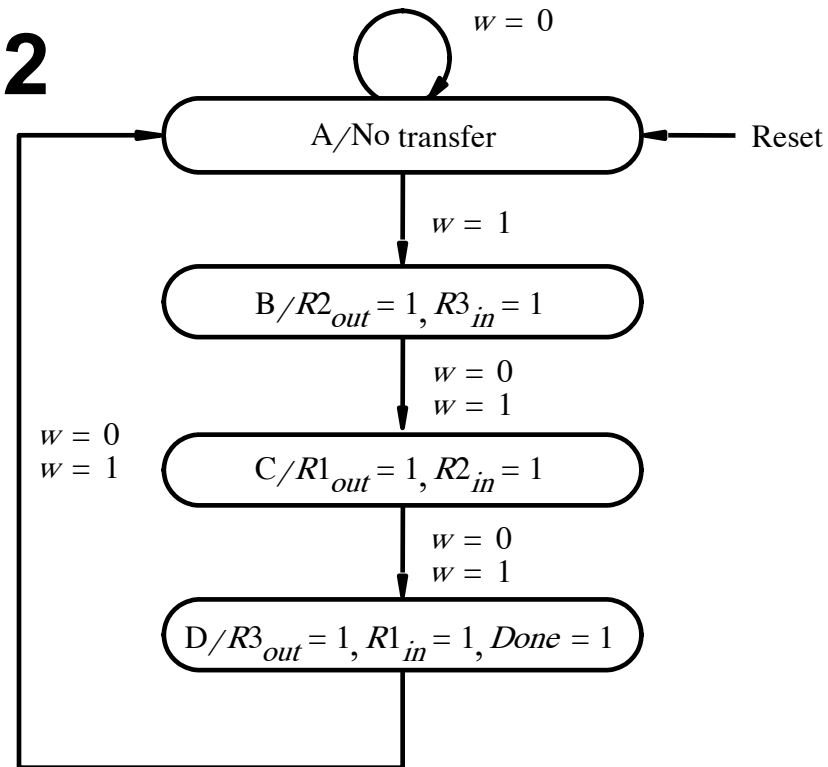 2
w = 0
A/No transfer
Reset
w = 1
B/R2out = 1, R3in = 1
w = 0
w = 1
w = 0
w = 1
C/R1out = 1, R2in = 1
w = 0
w = 1
D/R3out = 1, R1in = 1, Done = 1